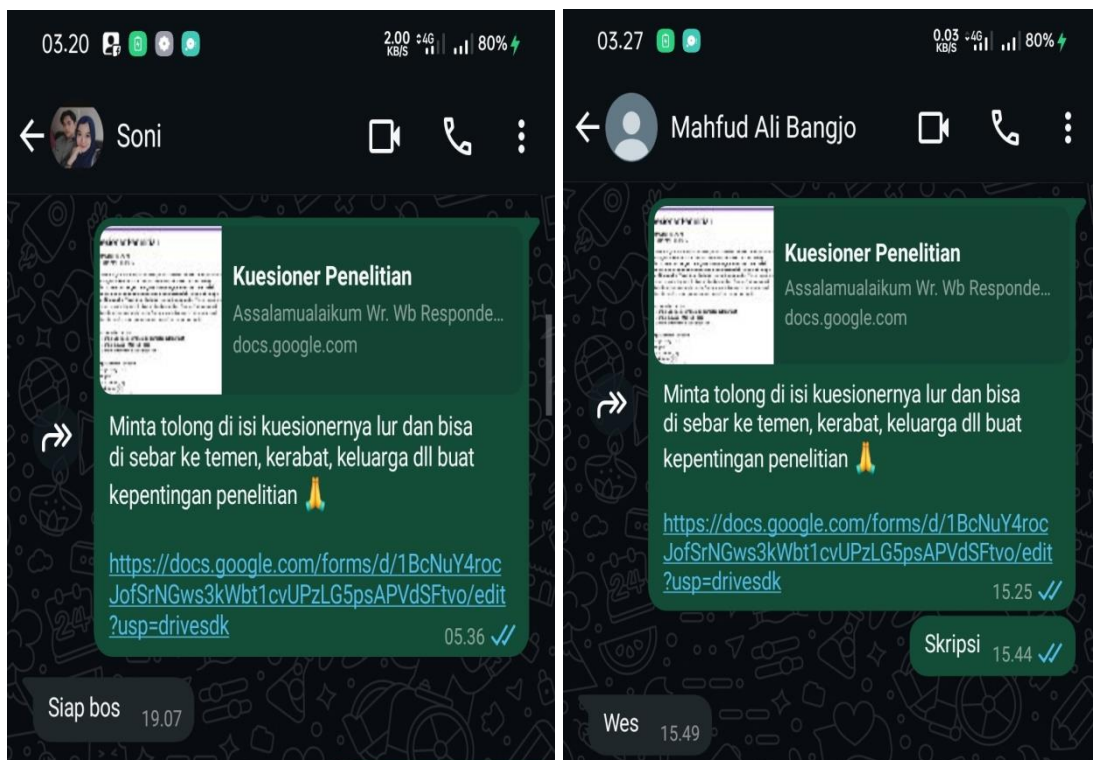 03.20
2.00 KB/S 4G 80%
Soni
Kuesioner Penelitian
Assalamualaikum Wr. Wb Responde...
docs.google.com
Minta tolong di isi kuesionernya lur dan bisa
di sebar ke temen, kerabat, keluarga dll buat
kepentingan penelitian 🙏
https://docs.google.com/forms/d/1BcNuY4roc
JofSrNGws3kWbt1cvUPzLG5psAPVdSFtvo/edit
?usp=drivesdk
05.36
Siap bos 19.07
03.27
0.03 KB/S 4G 80%
Mahfud Ali Bangjo
Kuesioner Penelitian
Assalamualaikum Wr. Wb Responde...
docs.google.com
Minta tolong di isi kuesionernya lur dan bisa
di sebar ke temen, kerabat, keluarga dll buat
kepentingan penelitian 🙏
https://docs.google.com/forms/d/1BcNuY4roc
JofSrNGws3kWbt1cvUPzLG5psAPVdSFtvo/edit
?usp=drivesdk
15.25
Skripsi 15.44
Wes 15.49